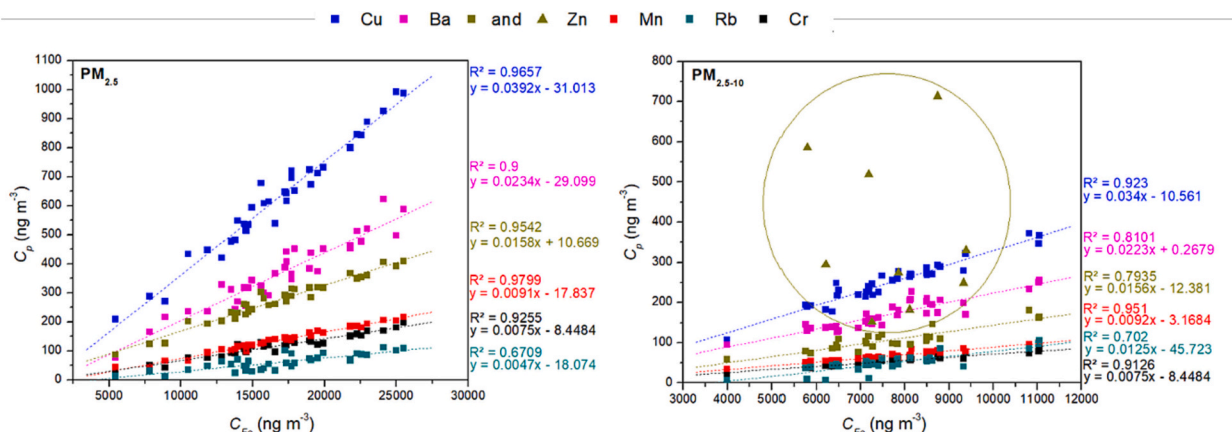 Cu Ba and Zn Mn Rb Cr
PM2.5
1100
1000
900
800
700
600
500
400
300
200
100
0
Cp (ng m-3)
5000 10000 15000 20000 25000 30000
CFe (ng m-3)
R² = 0.9657
y = 0.0392x - 31.013
R² = 0.9
y = 0.0234x - 29.099
R² = 0.9542
y = 0.0158x + 10.669
R² = 0.9799
y = 0.0091x - 17.837
R² = 0.9255
y = 0.0075x - 8.4484
R² = 0.6709
y = 0.0047x - 18.074
PM2.5-10
800
700
600
500
400
300
200
100
0
Cp (ng m-3)
3000 4000 5000 6000 7000 8000 9000 10000 11000 12000
CFe (ng m-3)
R² = 0.923
y = 0.034x - 10.561
R² = 0.8101
y = 0.0223x + 0.2679
R² = 0.7935
y = 0.0156x - 12.381
R² = 0.951
y = 0.0092x - 3.1684
R² = 0.702
y = 0.0125x - 45.723
R² = 0.9126
y = 0.0075x - 8.4484